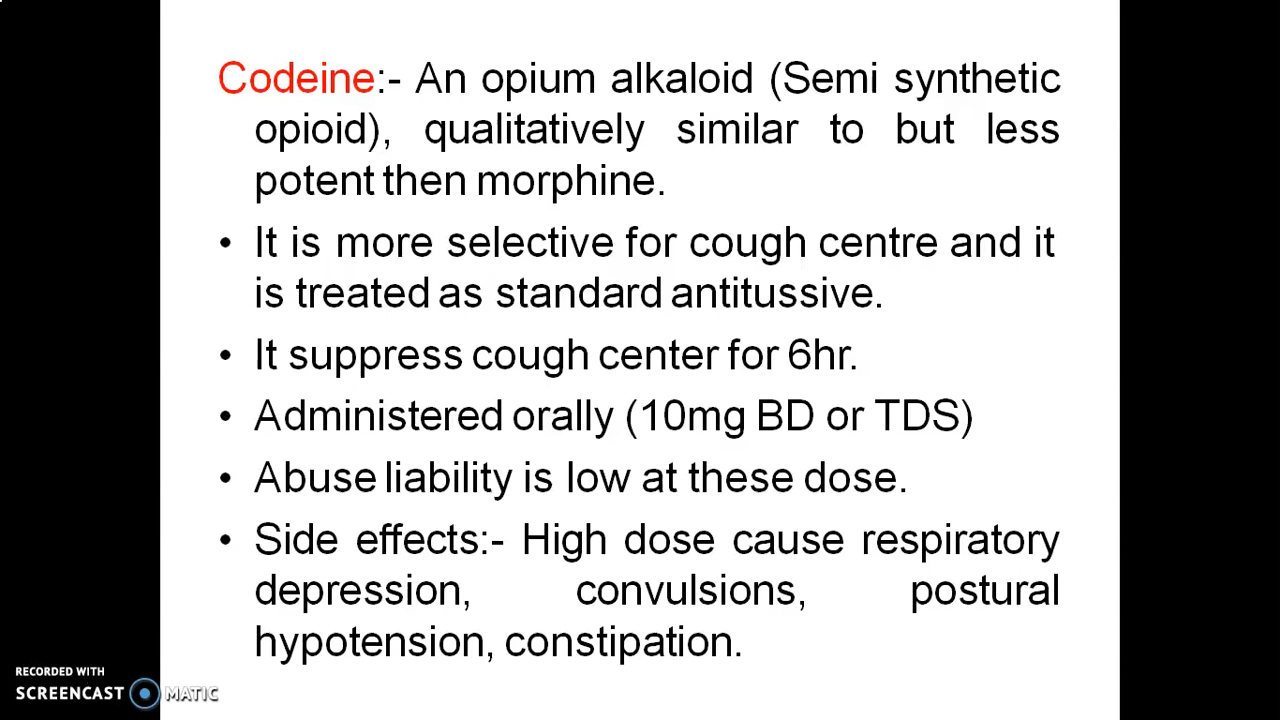 Codeine:- An opium alkaloid (Semi synthetic
opioid), qualitatively similar to but less
potent then morphine.
• It is more selective for cough centre and it
is treated as standard antitussive.
• It suppress cough center for 6hr.
• Administered orally (10mg BD or TDS)
• Abuse liability is low at these dose.
• Side effects:- High dose cause respiratory
depression, convulsions, postural
hypotension, constipation.
RECORDED WITH
SCREENCAST MATIC